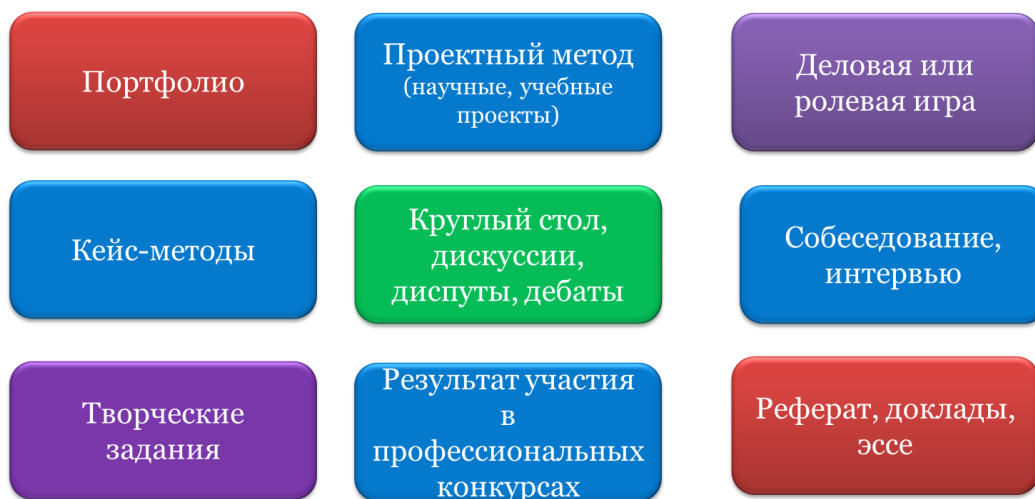 Портфолио
Проектный метод
(научные, учебные
проекты)
Деловая или
ролевая игра
Кейс-методы
Круглый стол,
дискуссии,
диспуты, дебаты
Собеседование,
интервью
Творческие
задания
Результат участия
в
профессиональных
конкурсах
Реферат, доклады,
эссе